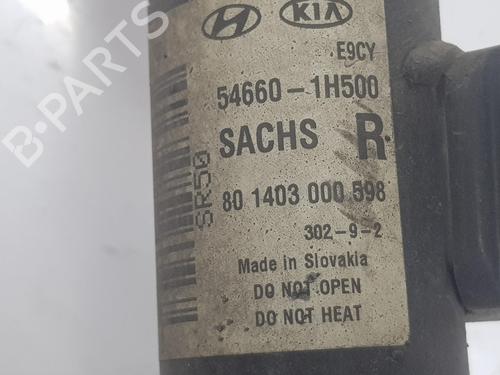 B-PARTS
KIA
E9CY
54660-1H500
SACHS R
SR50
80 1403 000 598
302-9-2
Made in Slovakia
DO NOT OPEN
DO NOT HEAT